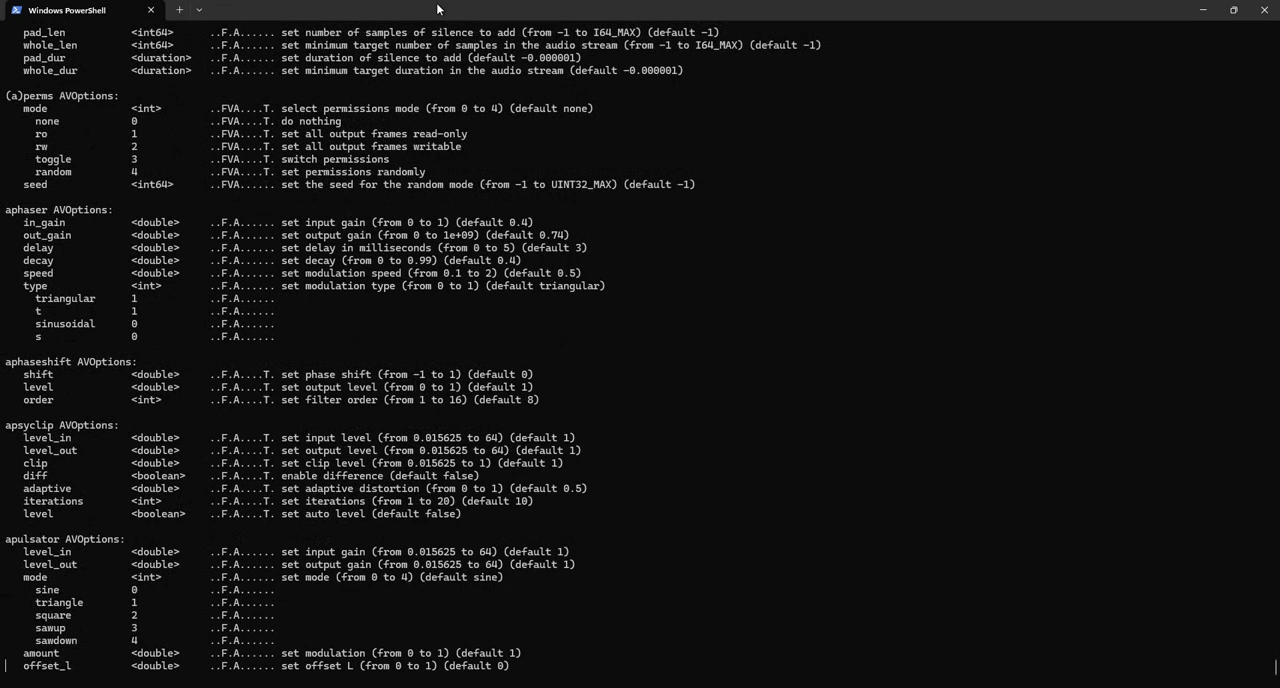 Windows PowerShell
pad_len <int64> ..F.A...... set number of samples of silence to add (from -1 to I64_MAX) (default -1)
whole_len <int64> ..F.A...... set minimum target number of samples in the audio stream (from -1 to I64_MAX) (default -1)
pad_dur <duration> ..F.A...... set duration of silence to add (default -0.000001)
whole_dur <duration> ..F.A...... set minimum target duration in the audio stream (default -0.000001)
(a)perms AVOptions:
mode <int> ..FVA....T. select permissions mode (from 0 to 4) (default none)
none 0 ..FVA....T. do nothing
ro 1 ..FVA....T. set all output frames read-only
rw 2 ..FVA....T. set all output frames writable
toggle 3 ..FVA....T. switch permissions
random 4 ..FVA....T. set permissions randomly
seed <int64> ..FVA...... set the seed for the random mode (from -1 to UINT32_MAX) (default -1)
aphaser AVOptions:
in_gain <double> ..F.A...... set input gain (from 0 to 1) (default 0.4)
out_gain <double> ..F.A...... set output gain (from 0 to 1e+09) (default 0.74)
delay <double> ..F.A...... set delay in milliseconds (from 0 to 5) (default 3)
decay <double> ..F.A...... set decay (from 0 to 0.99) (default 0.4)
speed <double> ..F.A...... set modulation speed (from 0.1 to 2) (default 0.5)
type <int> ..F.A...... set modulation type (from 0 to 1) (default triangular)
triangular 1 ..F.A......
t 1 ..F.A......
sinusoidal 0 ..F.A......
s 0 ..F.A......
aphaseshift AVOptions:
shift <double> ..F.A....T. set phase shift (from -1 to 1) (default 0)
level <double> ..F.A....T. set output level (from 0 to 1) (default 1)
order <int> ..F.A....T. set filter order (from 1 to 16) (default 8)
apsyclip AVOptions:
level_in <double> ..F.A....T. set input level (from 0.015625 to 64) (default 1)
level_out <double> ..F.A....T. set output level (from 0.015625 to 64) (default 1)
clip <double> ..F.A....T. set clip level (from 0.015625 to 1) (default 1)
diff <boolean> ..F.A....T. enable difference (default false)
adaptive <double> ..F.A....T. set adaptive distortion (from 0 to 1) (default 0.5)
iterations <int> ..F.A....T. set iterations (from 1 to 20) (default 10)
level <boolean> ..F.A....T. set auto level (default false)
apulsator AVOptions:
level_in <double> ..F.A...... set input gain (from 0.015625 to 64) (default 1)
level_out <double> ..F.A...... set output gain (from 0.015625 to 64) (default 1)
mode <int> ..F.A...... set mode (from 0 to 4) (default sine)
sine 0 ..F.A......
triangle 1 ..F.A......
square 2 ..F.A......
sawup 3 ..F.A......
sawdown 4 ..F.A......
amount <double> ..F.A...... set modulation (from 0 to 1) (default 1)
offset_l <double> ..F.A...... set offset L (from 0 to 1) (default 0)